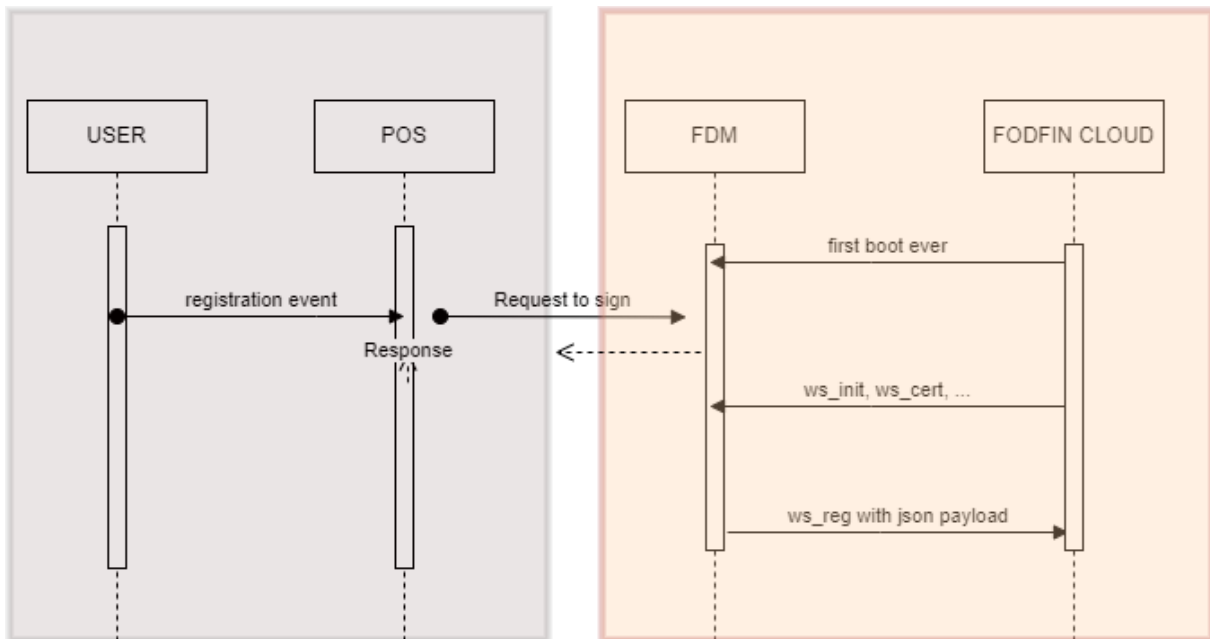 USER
POS
FDM
FODFIN CLOUD
first boot ever
registration event
Request to sign
Response
ws_init, ws_cert, ...
ws_reg with json payload